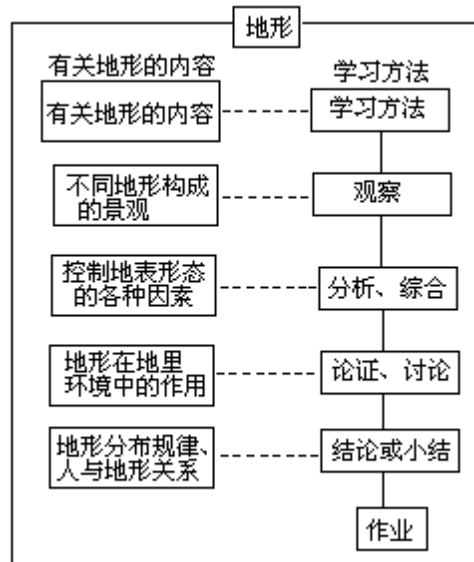 地形
有关地形的内容
学习方法
有关地形的内容
学习方法
不同地形构成
的景观
观察
控制地表形态
的各种因素
分析、综合
地形在地里
环境中的作用
论证、讨论
地形分布规律、
人与地形关系
结论或小结
作业